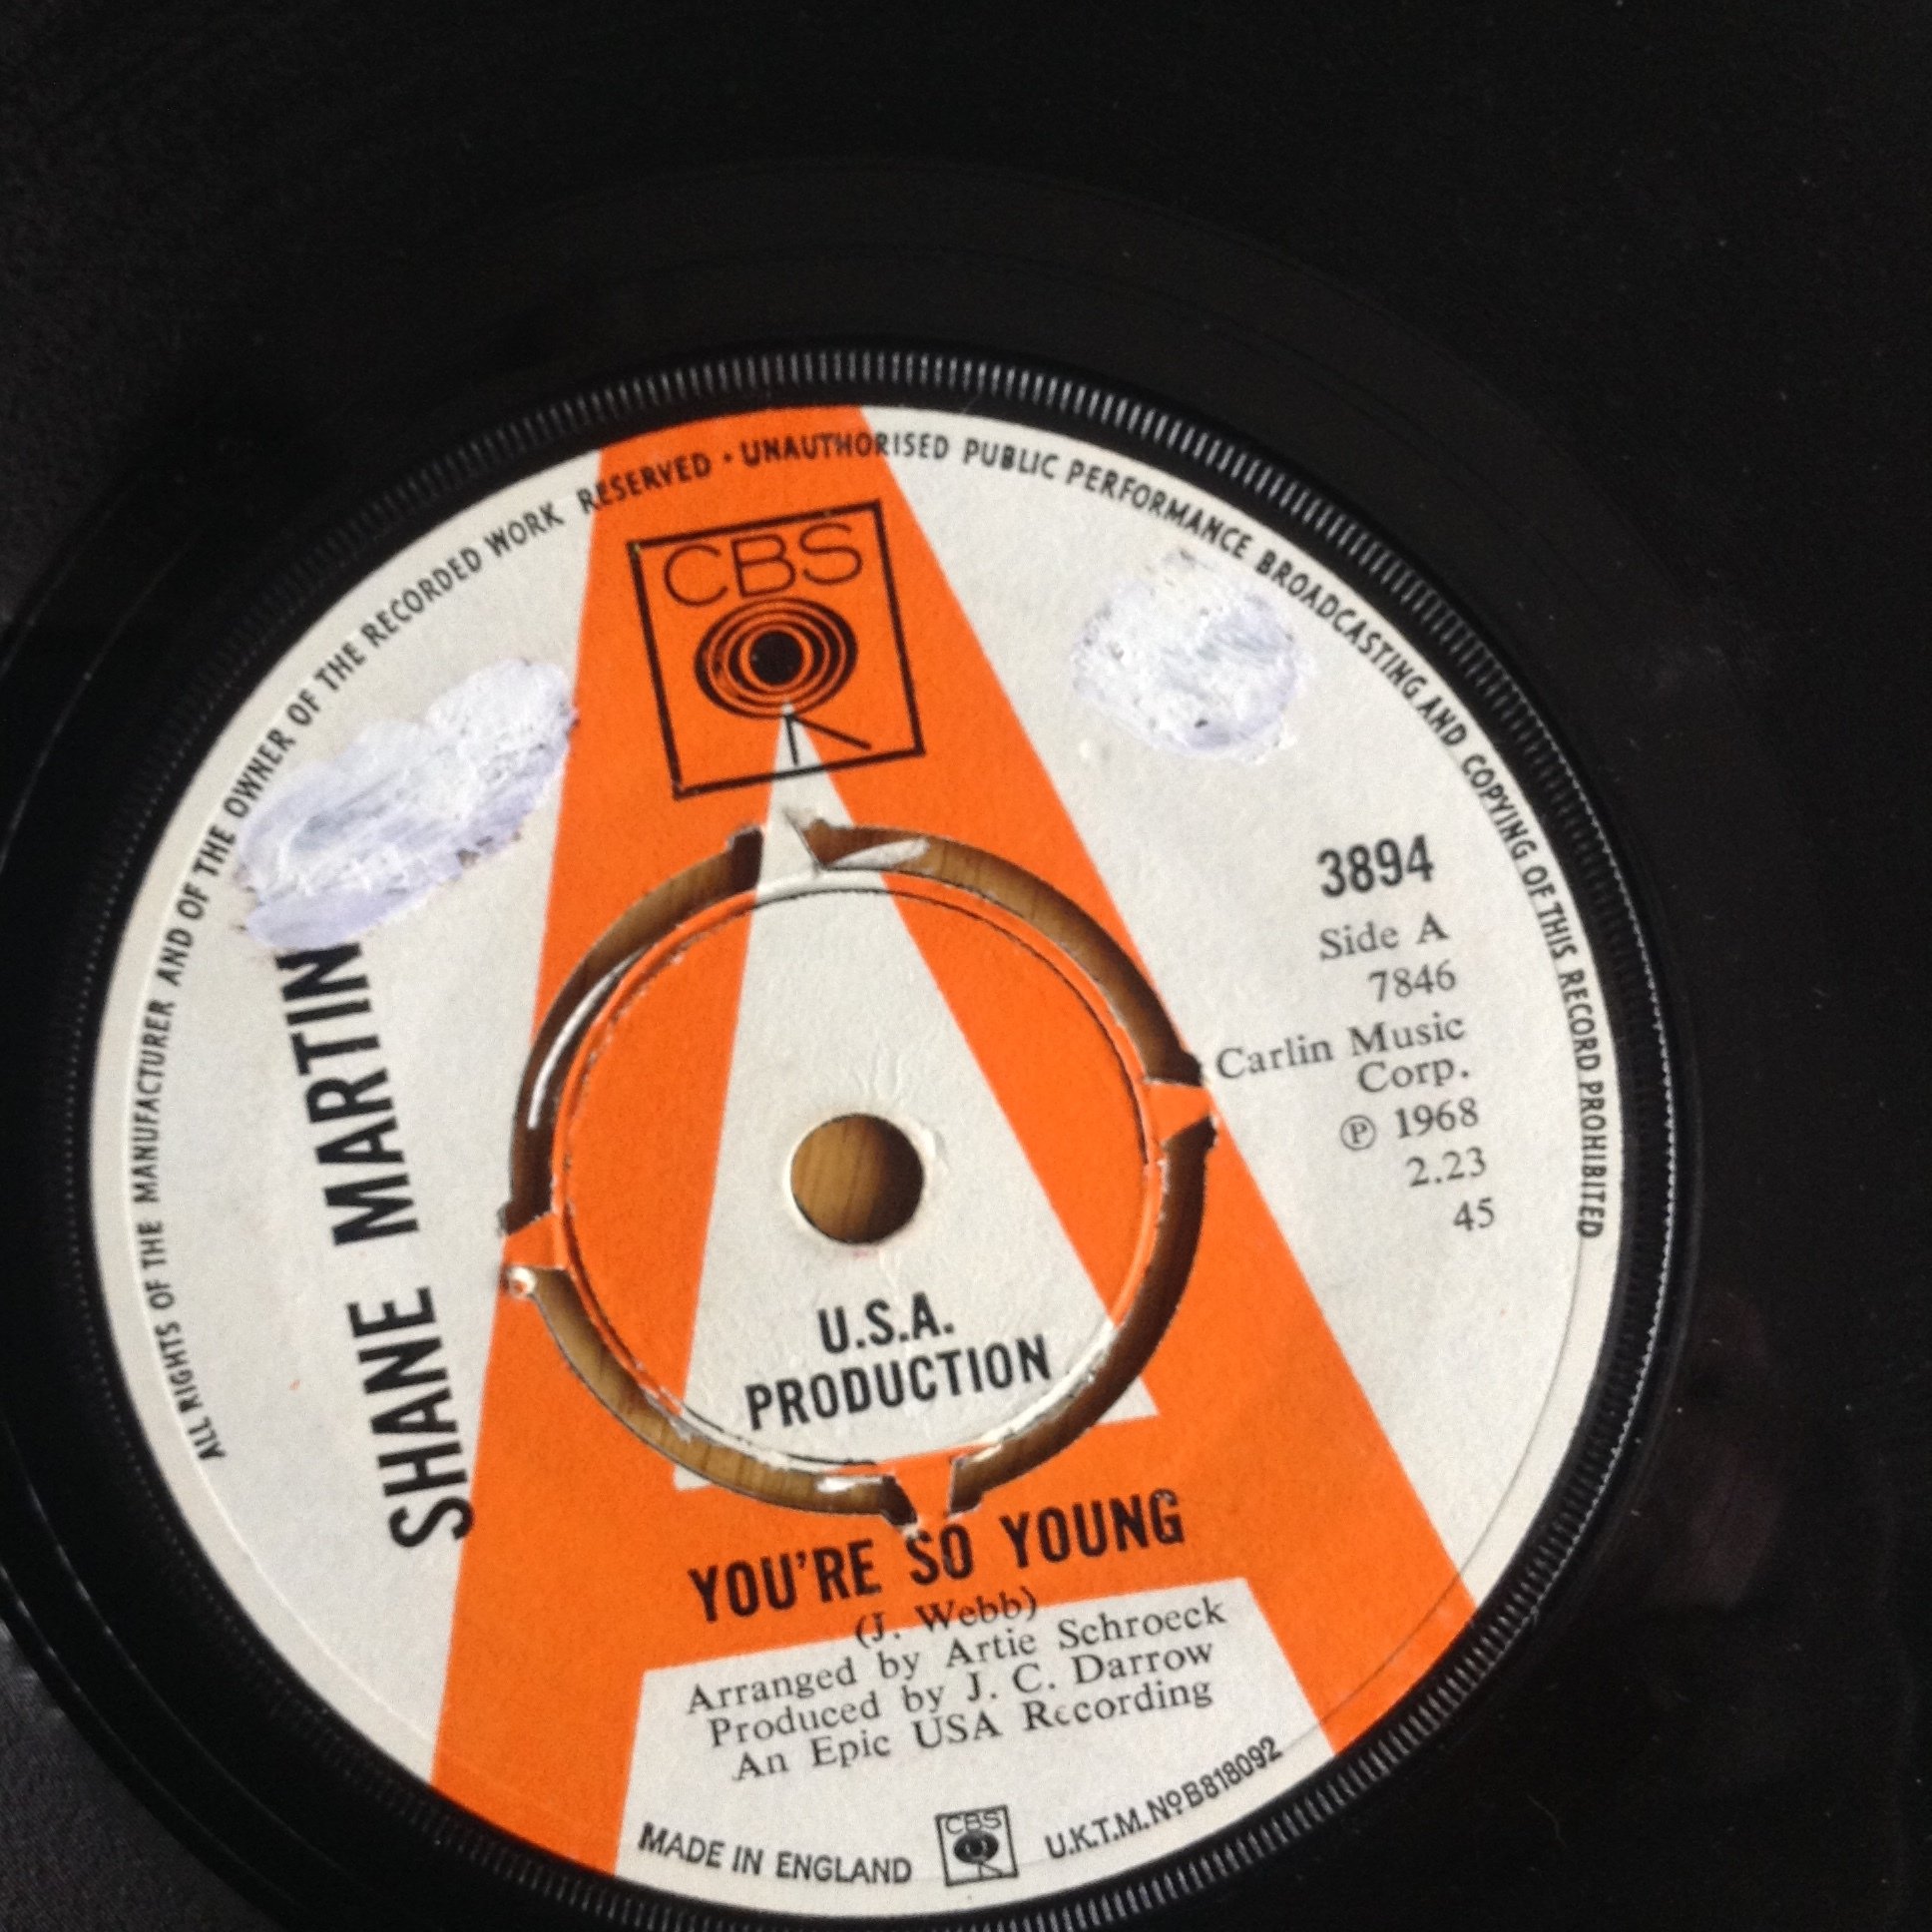 ALL RIGHTS OF THE MANUFACTURER AND OF THE OWNER OF THE RECORDED WORK RESERVED · UNAUTHORISED PUBLIC PERFORMANCE BROADCASTING AND COPYING OF THIS RECORD PROHIBITED
CBS
3894
Side A
7846
Carlin Music
Corp.
℗ 1968
2.23
45
SHANE MARTIN
U.S.A.
PRODUCTION
YOU'RE SO YOUNG
(J. Webb)
Arranged by Artie Schroeck
Produced by J. C. Darrow
An Epic USA Recording
MADE IN ENGLAND
CBS
U.K.T.M. Nº B818092